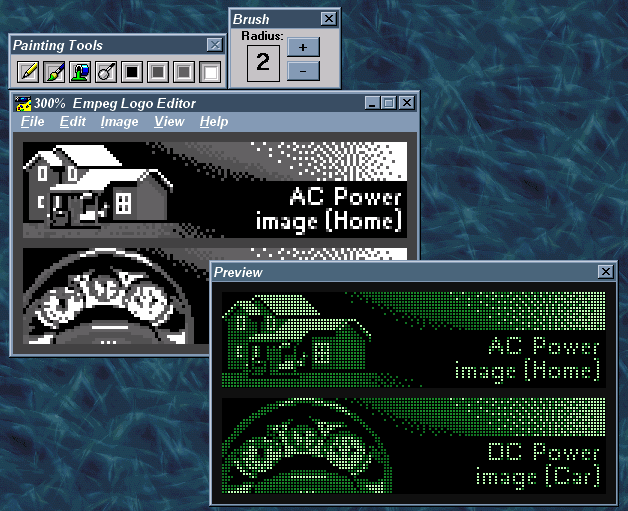 Brush
Radius:
2
+
-
Painting Tools
300% Empeg Logo Editor
File Edit Image View Help
AC Power
image (Home)
Preview
AC Power
image (Home)
DC Power
image (Car)